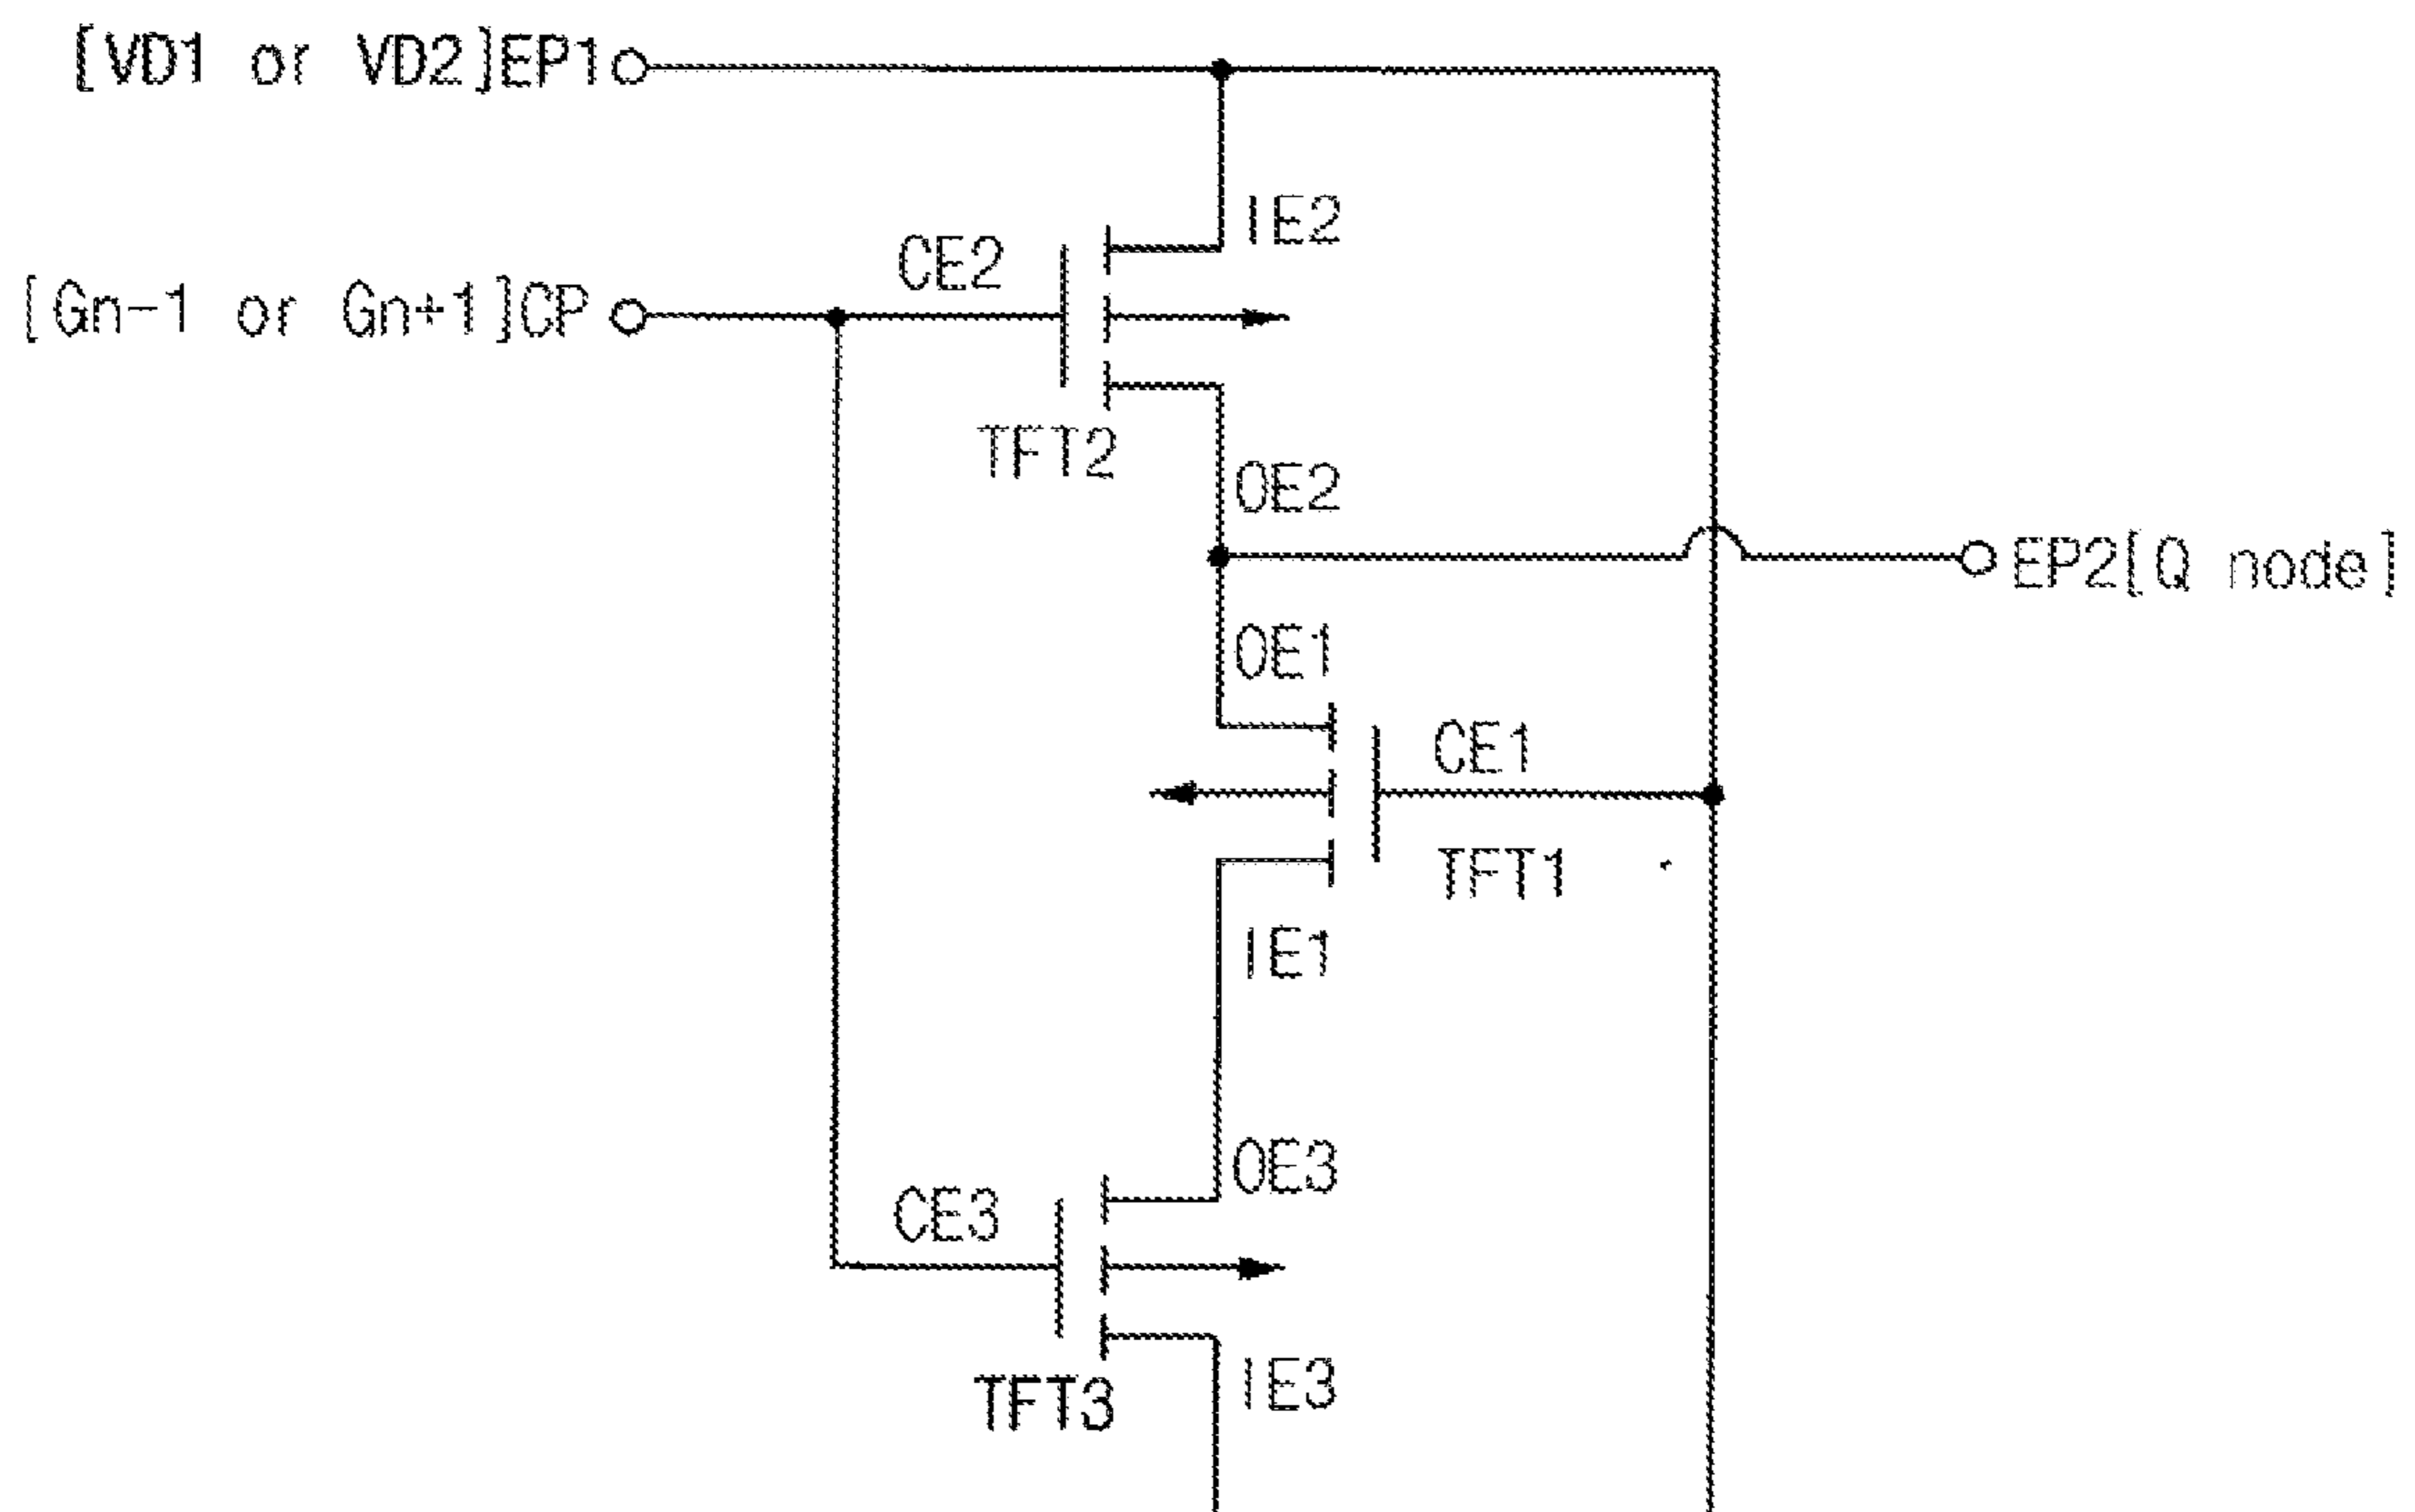 [VD1 or VD2]EP1
IE2
CE2
[Gn-1 or Gn+1]CP
TFT2
OE2
EP2[Q node]
OE1
CE1
TFT1
IE1
OE3
CE3
IE3
TFT3